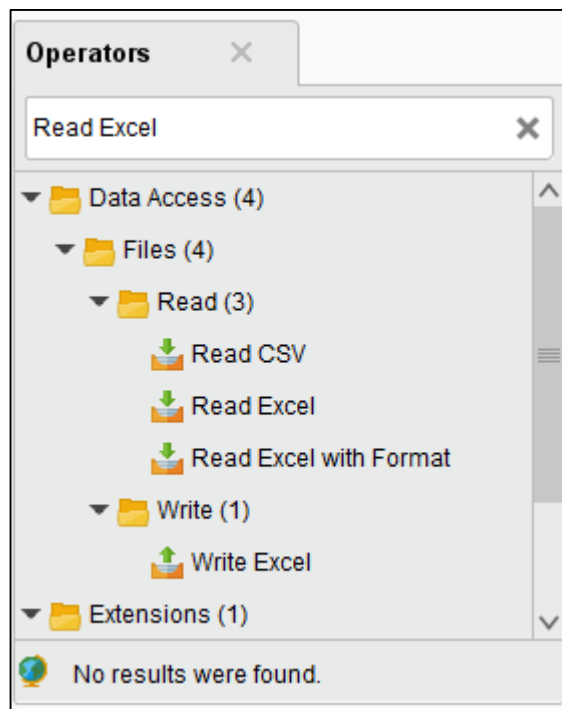 Operators
Read Excel
Data Access (4)
Files (4)
Read (3)
Read CSV
Read Excel
Read Excel with Format
Write (1)
Write Excel
Extensions (1)
No results were found.